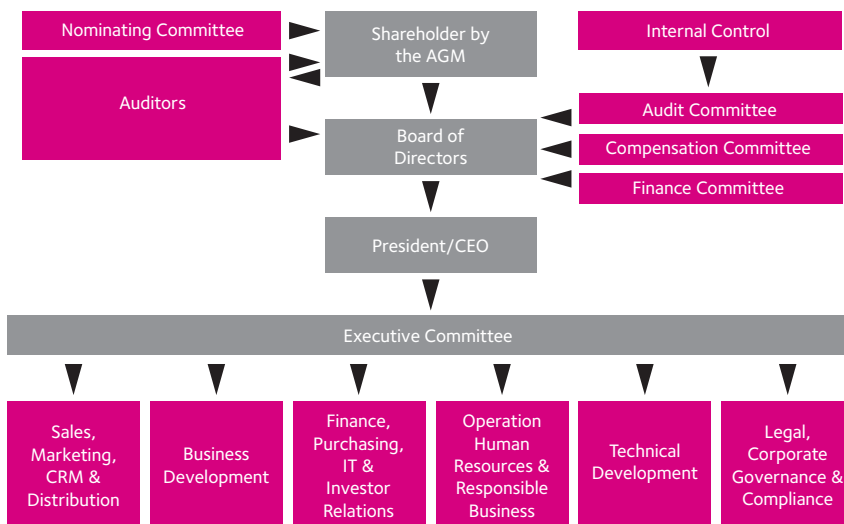 Nominating Committee
Shareholder by
the AGM
Internal Control
Auditors
Audit Committee
Board of
Directors
Compensation Committee
Finance Committee
President/CEO
Executive Committee
Sales,
Marketing,
CRM &
Distribution
Business
Development
Finance,
Purchasing,
IT &
Investor
Relations
Operation
Human
Resources &
Responsible
Business
Technical
Development
Legal,
Corporate
Governance &
Compliance